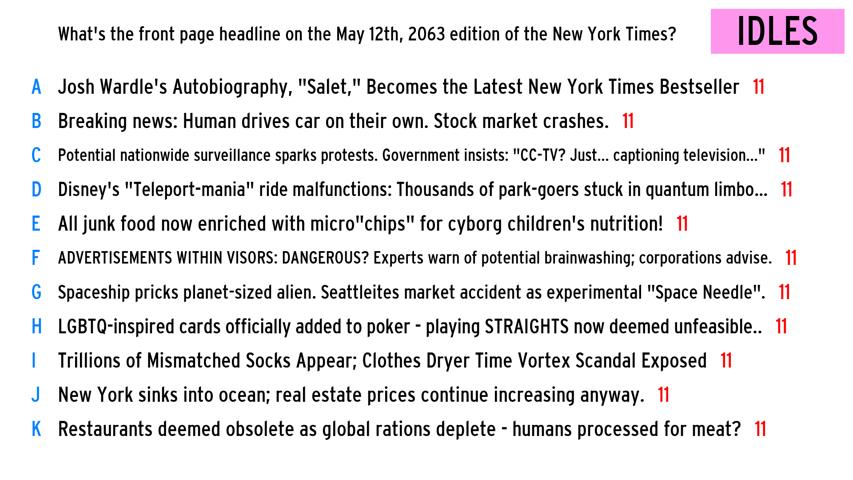 What's the front page headline on the May 12th, 2063 edition of the New York Times?
IDLES
A Josh Wardle's Autobiography, "Salet," Becomes the Latest New York Times Bestseller 11
B Breaking news: Human drives car on their own. Stock market crashes. 11
C Potential nationwide surveillance sparks protests. Government insists: "CC-TV? Just... captioning television..." 11
D Disney's "Teleport-mania" ride malfunctions: Thousands of park-goers stuck in quantum limbo... 11
E All junk food now enriched with micro"chips" for cyborg children's nutrition! 11
F ADVERTISEMENTS WITHIN VISORS: DANGEROUS? Experts warn of potential brainwashing; corporations advise. 11
G Spaceship pricks planet-sized alien. Seattleites market accident as experimental "Space Needle". 11
H LGBTQ-inspired cards officially added to poker - playing STRAIGHTS now deemed unfeasible.. 11
I Trillions of Mismatched Socks Appear; Clothes Dryer Time Vortex Scandal Exposed 11
J New York sinks into ocean; real estate prices continue increasing anyway. 11
K Restaurants deemed obsolete as global rations deplete - humans processed for meat? 11